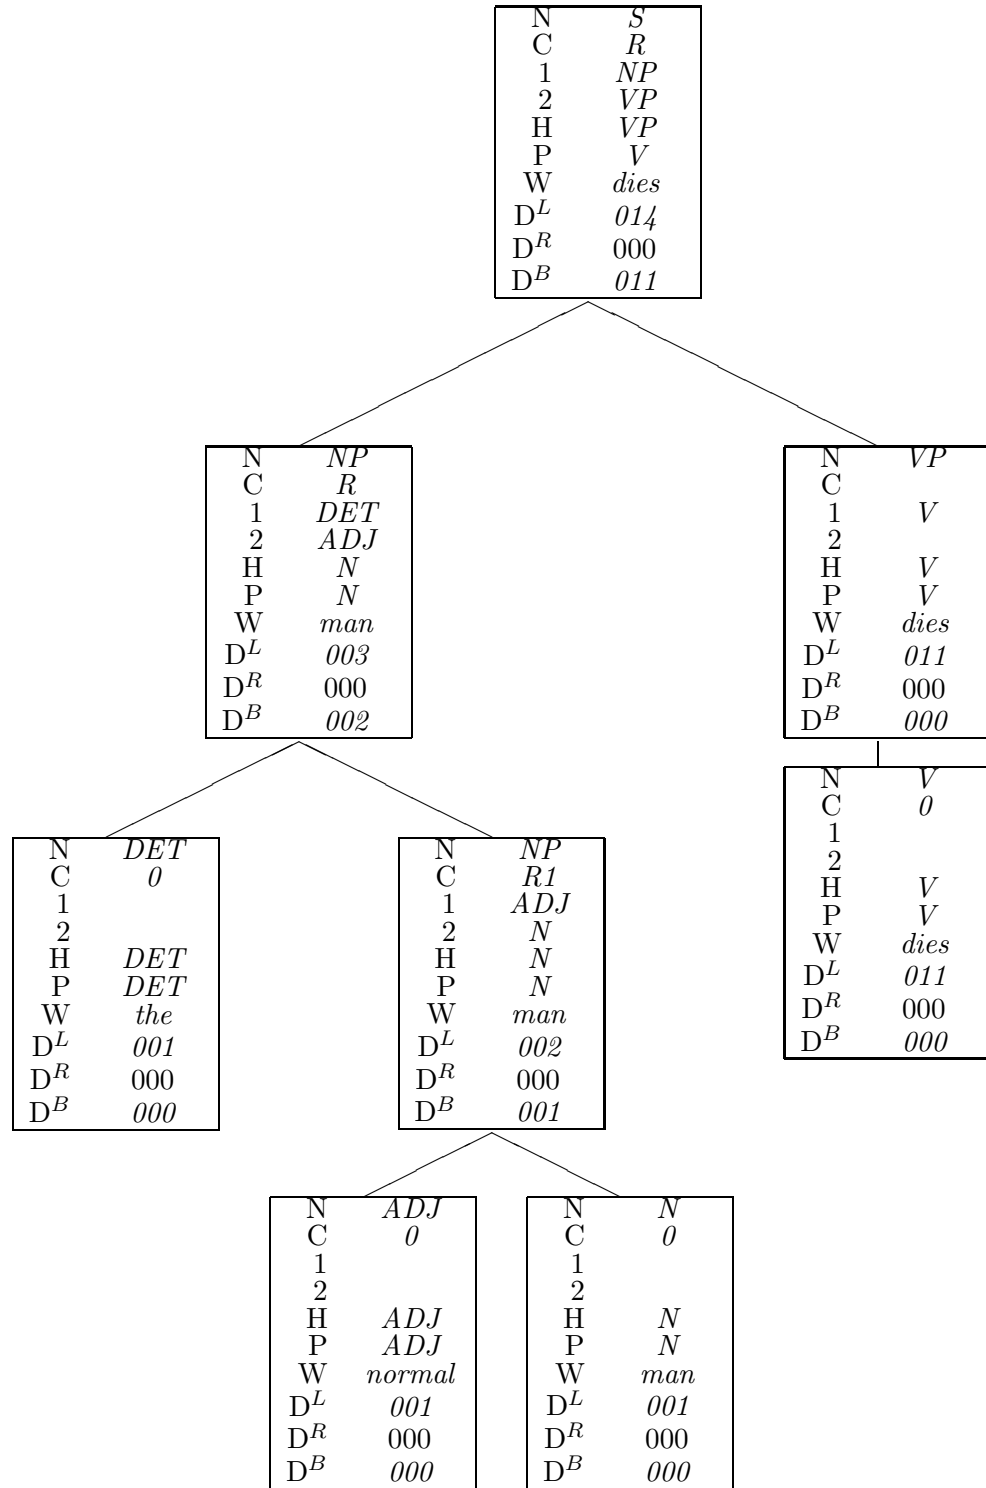 N S
C R
1 NP
2 VP
H VP
P V
W dies
D^L 014
D^R 000
D^B 011
N NP
C R
1 DET
2 ADJ
H N
P N
W man
D^L 003
D^R 000
D^B 002
N VP
C
1 V
2
H V
P V
W dies
D^L 011
D^R 000
D^B 000
N DET
C 0
1
2
H DET
P DET
W the
D^L 001
D^R 000
D^B 000
N NP
C R1
1 ADJ
2 N
H N
P N
W man
D^L 002
D^R 000
D^B 001
N V
C 0
1
2
H V
P V
W dies
D^L 011
D^R 000
D^B 000
N ADJ
C 0
1
2
H ADJ
P ADJ
W normal
D^L 001
D^R 000
D^B 000
N N
C 0
1
2
H N
P N
W man
D^L 001
D^R 000
D^B 000